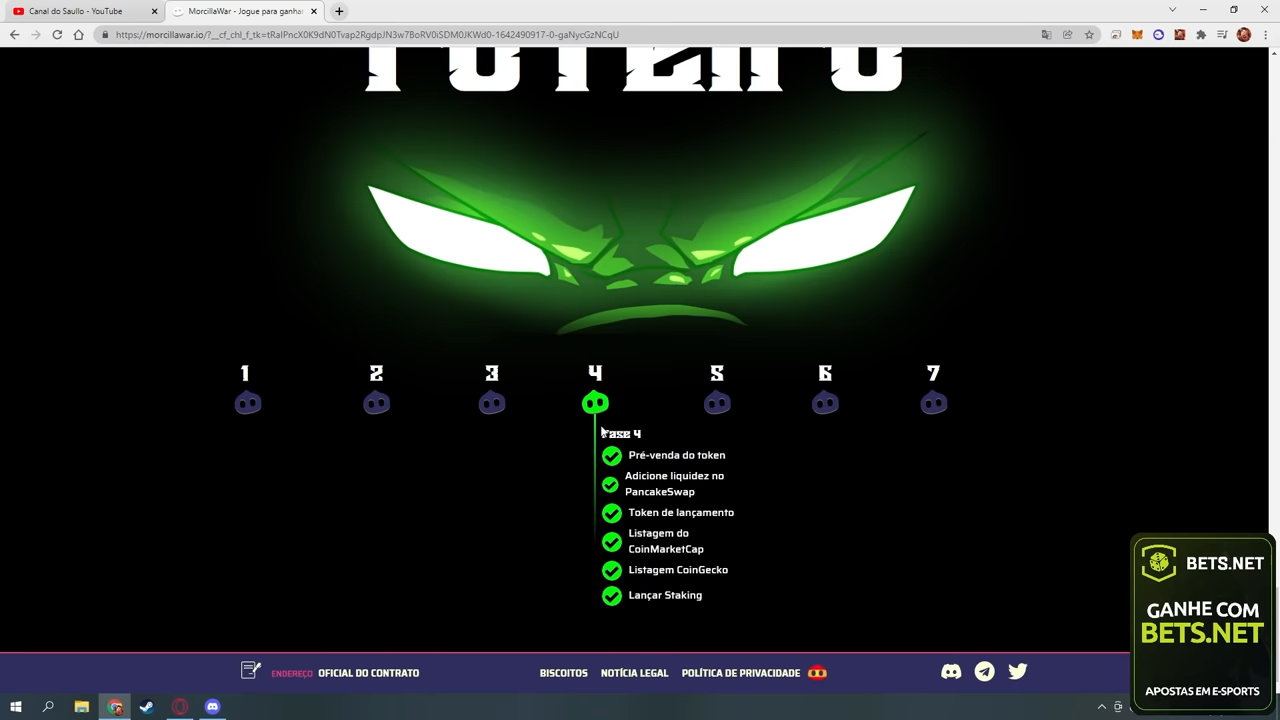 Canal do Saullo - YouTube
MorcillaWar - Jogue para ganhar
https://morcillawar.io/?__cf_chl_f_tk=tRalPncX0K9dN0Tvap2RgdpJN3w7BoRV0iSDM0JKWd0-1642490917-0-gaNycGzNCqU
1 2 3 4 5 6 7
Fase 4
Pré-venda do token
Adicione liquidez no
PancakeSwap
Token de lançamento
Listagem do
CoinMarketCap
Listagem CoinGecko
Lançar Staking
ENDEREÇO OFICIAL DO CONTRATO
BISCOITOS NOTÍCIA LEGAL POLÍTICA DE PRIVACIDADE
BETS.NET
GANHE COM
BETS.NET
APOSTAS EM E-SPORTS